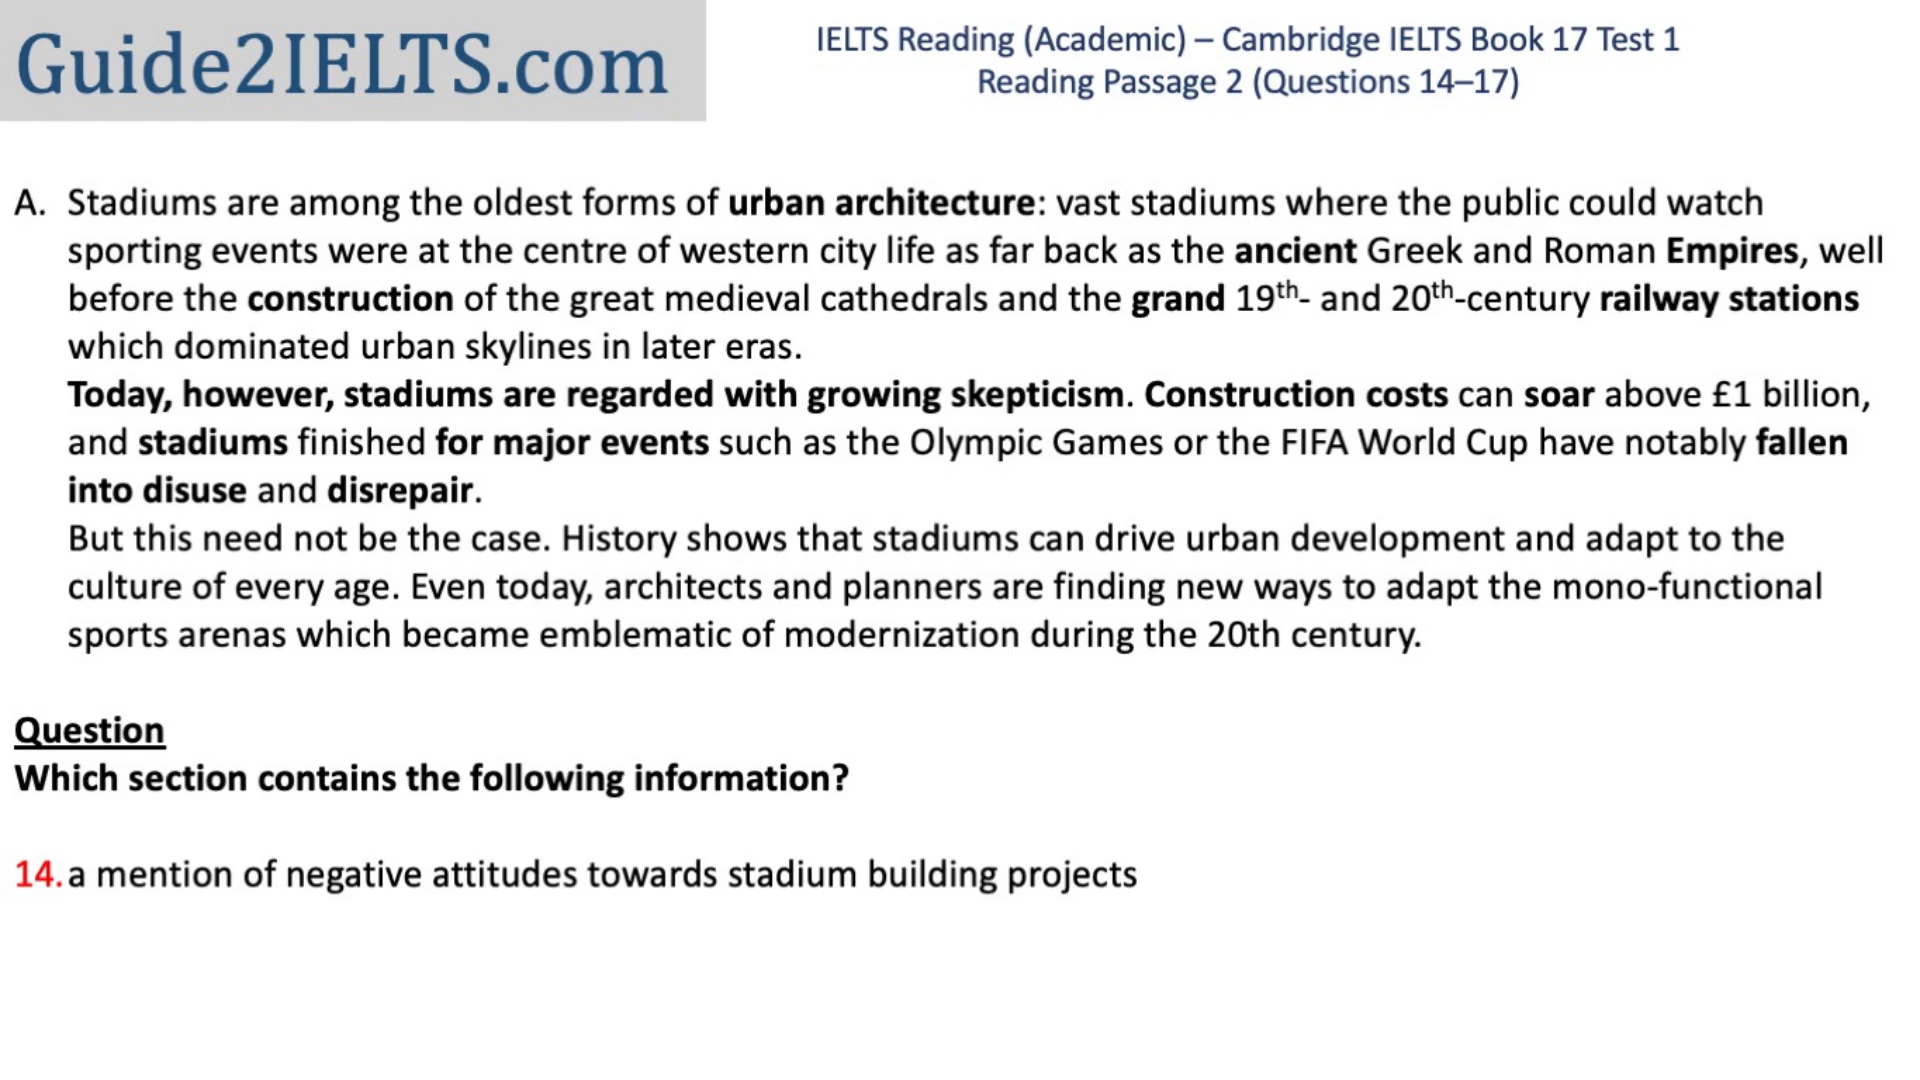 Guide2IELTS.com
IELTS Reading (Academic) – Cambridge IELTS Book 17 Test 1
Reading Passage 2 (Questions 14–17)
A. Stadiums are among the oldest forms of urban architecture: vast stadiums where the public could watch
sporting events were at the centre of western city life as far back as the ancient Greek and Roman Empires, well
before the construction of the great medieval cathedrals and the grand 19th- and 20th-century railway stations
which dominated urban skylines in later eras.
Today, however, stadiums are regarded with growing skepticism. Construction costs can soar above £1 billion,
and stadiums finished for major events such as the Olympic Games or the FIFA World Cup have notably fallen
into disuse and disrepair.
But this need not be the case. History shows that stadiums can drive urban development and adapt to the
culture of every age. Even today, architects and planners are finding new ways to adapt the mono-functional
sports arenas which became emblematic of modernization during the 20th century.
Question
Which section contains the following information?
14. a mention of negative attitudes towards stadium building projects